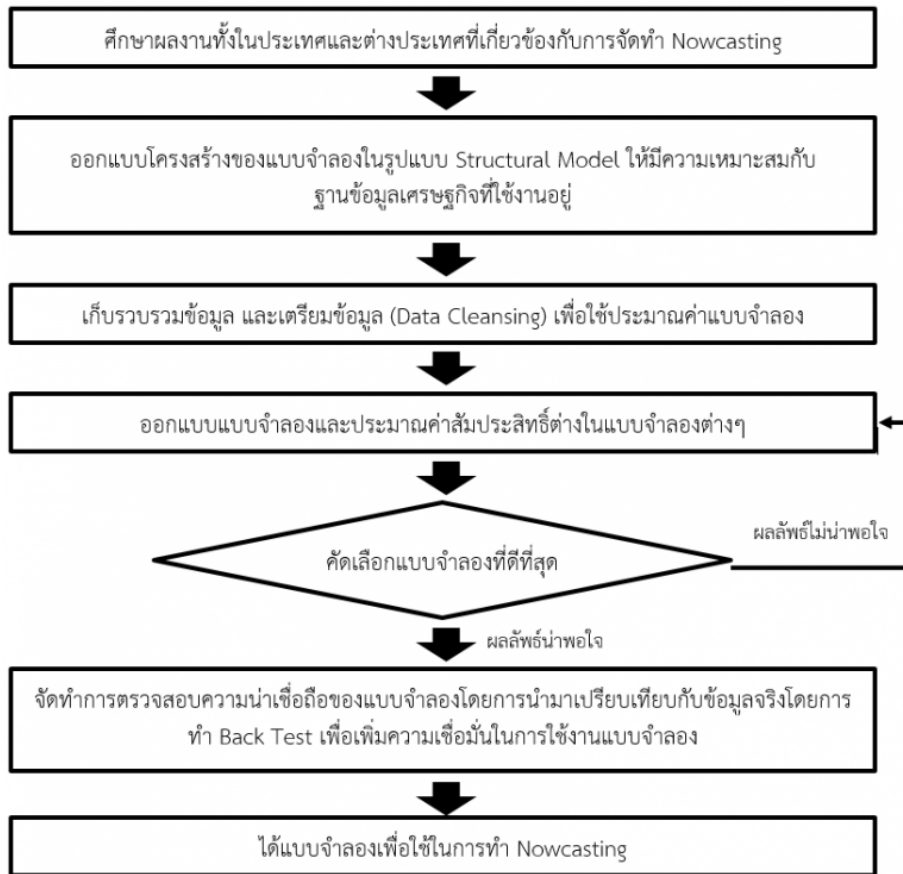 ศึกษาผลงานทั้งในประเทศและต่างประเทศที่เกี่ยวข้องกับการจัดทำ Nowcasting
ออกแบบโครงสร้างของแบบจำลองในรูปแบบ Structural Model ให้มีความเหมาะสมกับ
ฐานข้อมูลเศรษฐกิจที่ใช้งานอยู่
เก็บรวบรวมข้อมูล และเตรียมข้อมูล (Data Cleansing) เพื่อใช้ประมาณค่าแบบจำลอง
ออกแบบแบบจำลองและประมาณค่าสัมประสิทธิ์ต่างในแบบจำลองต่างๆ
ผลลัพธ์ไม่น่าพอใจ
คัดเลือกแบบจำลองที่ดีที่สุด
ผลลัพธ์น่าพอใจ
จัดทำการตรวจสอบความน่าเชื่อถือของแบบจำลองโดยการนำมาเปรียบเทียบกับข้อมูลจริงโดยการ
ทำ Back Test เพื่อเพิ่มความเชื่อมั่นในการใช้งานแบบจำลอง
ได้แบบจำลองเพื่อใช้ในการทำ Nowcasting